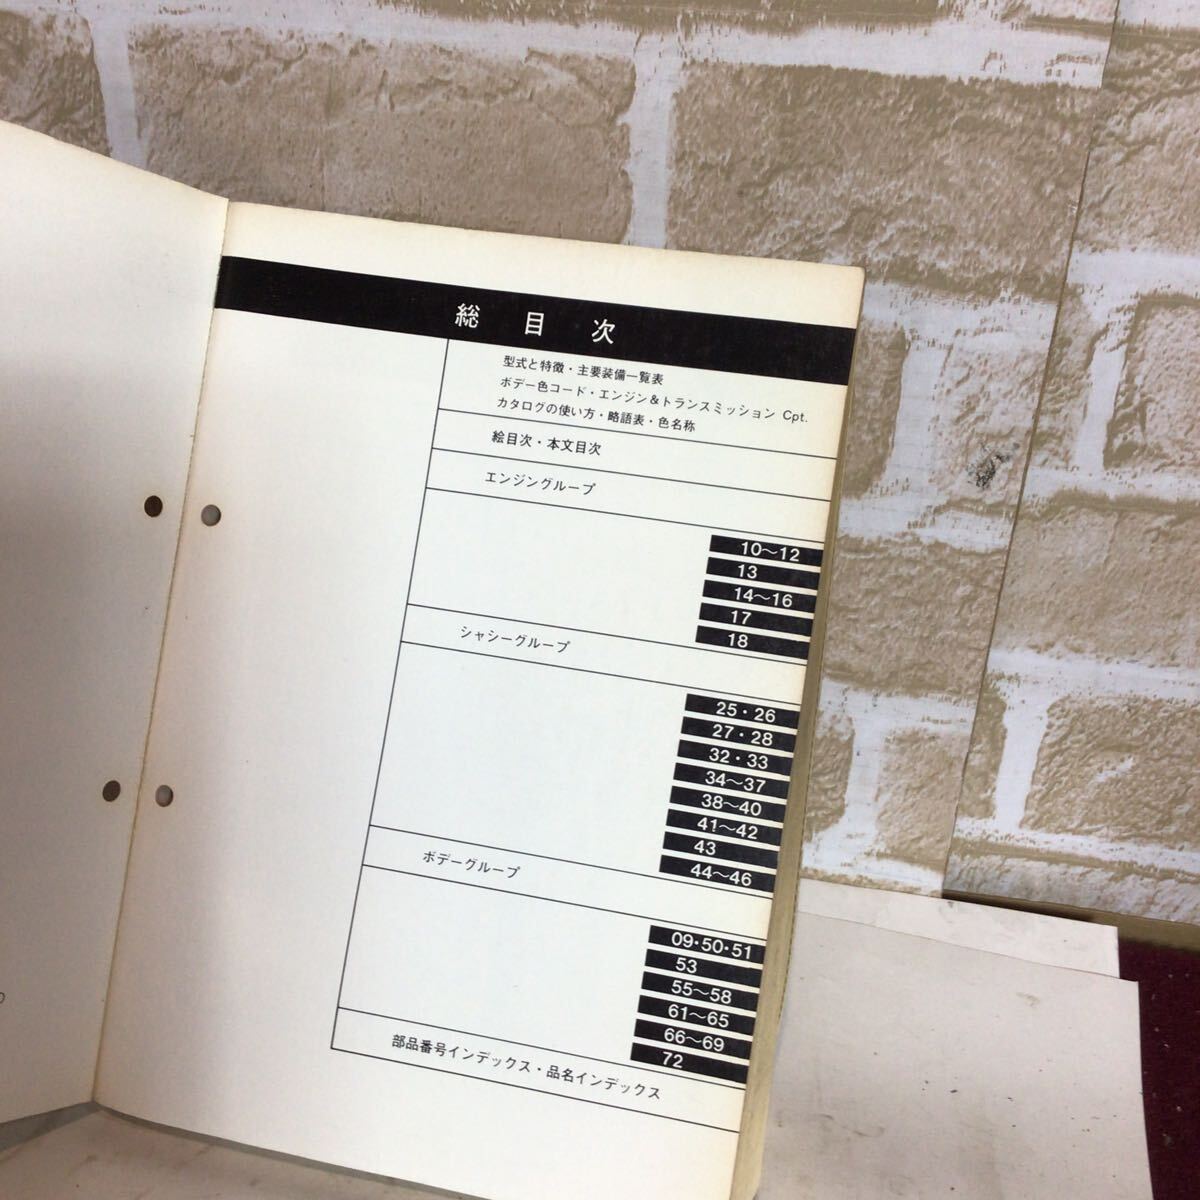 総目次
型式と特徴・主要装備一覧表
ボデー色コード・エンジン＆トランスミッション Cpt.
カタログの使い方・略語表・色名称
絵目次・本文目次
エンジングループ
10〜12
13
14〜16
17
18
シャシーグループ
25・26
27・28
32・33
34〜37
38〜40
41〜42
43
44〜46
ボデーグループ
09・50・51
53
55〜58
61〜65
66〜69
72
部品番号インデックス・品名インデックス